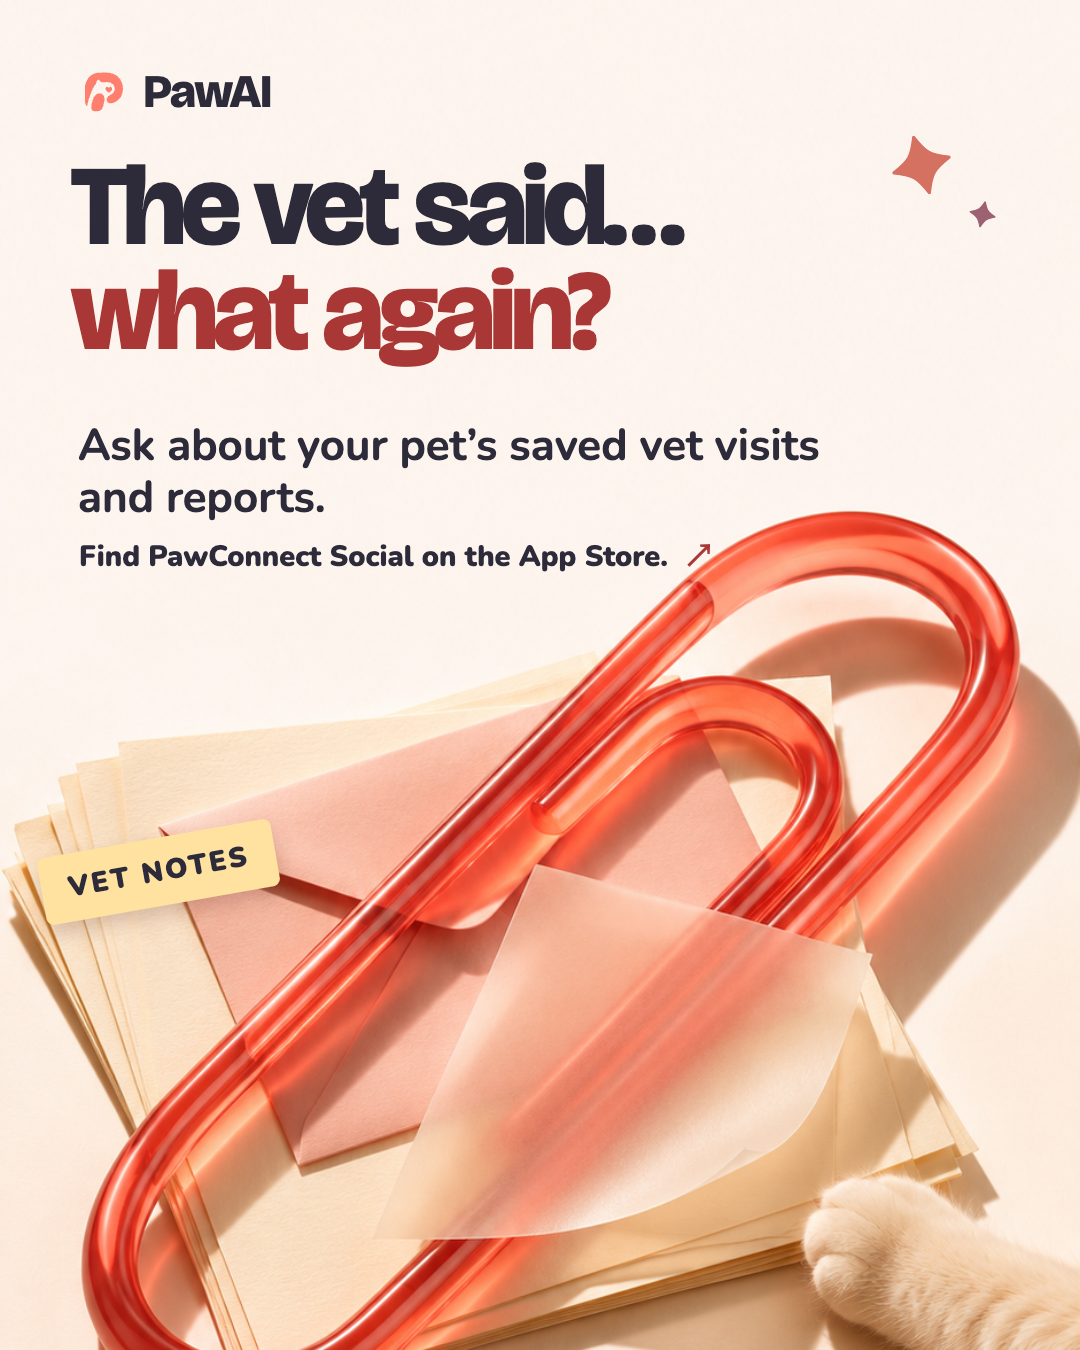 PawAI
The vet said...
what again?
Ask about your pet’s saved vet visits
and reports.
Find PawConnect Social on the App Store. ↗
VET NOTES